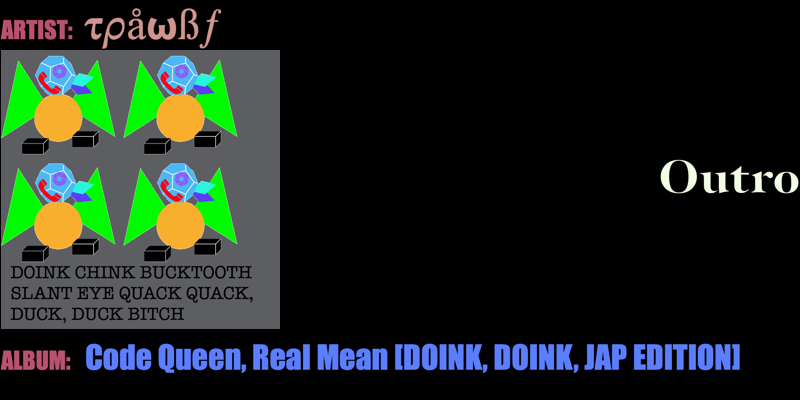 ARTIST: τρåωßƒ
DOINK CHINK BUCKTOOTH
SLANT EYE QUACK QUACK,
DUCK, DUCK BITCH
Outro
ALBUM: Code Queen, Real Mean [DOINK, DOINK, JAP EDITION]